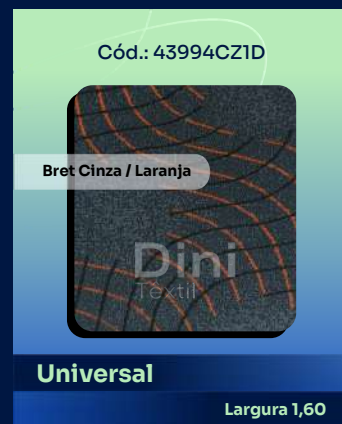 Cód.: 43994CZ1D
Bret Cinza / Laranja
Dini
Têxtil
Universal
Largura 1,60